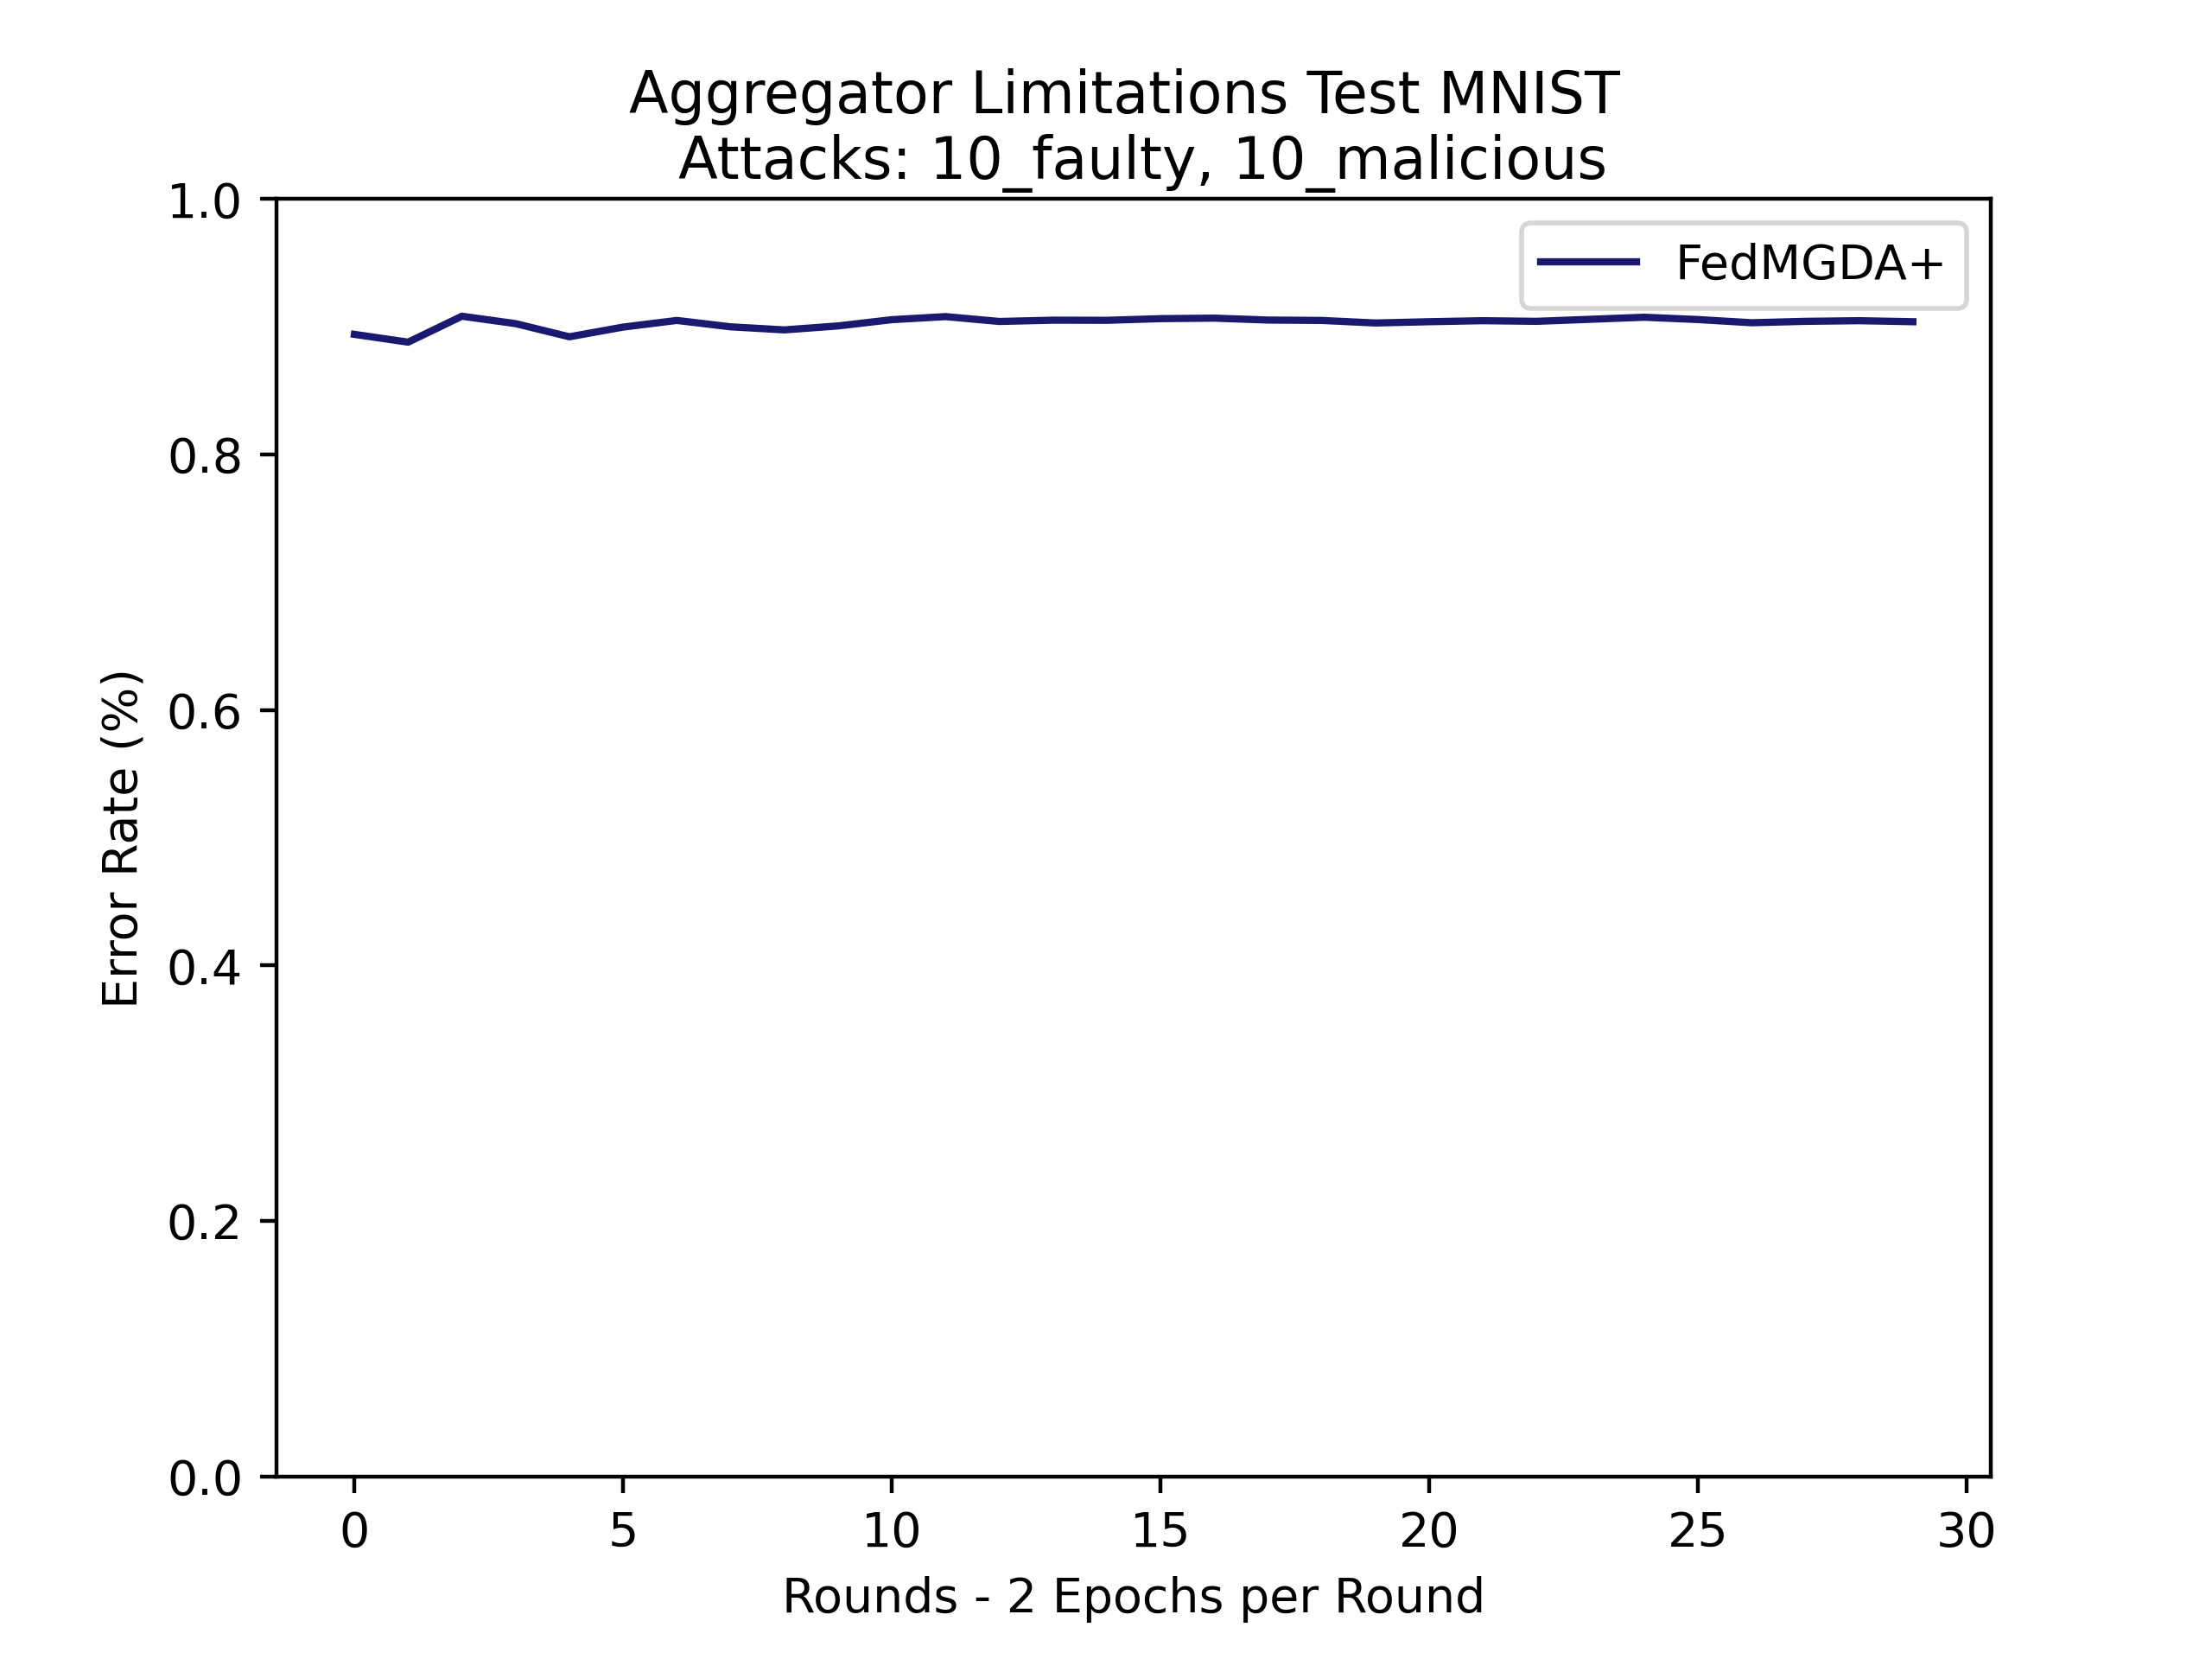 Aggregator Limitations Test MNIST
Attacks: 10_faulty, 10_malicious
FedMGDA+
Error Rate (%)
1.0
0.8
0.6
0.4
0.2
0.0
0 5 10 15 20 25 30
Rounds - 2 Epochs per Round